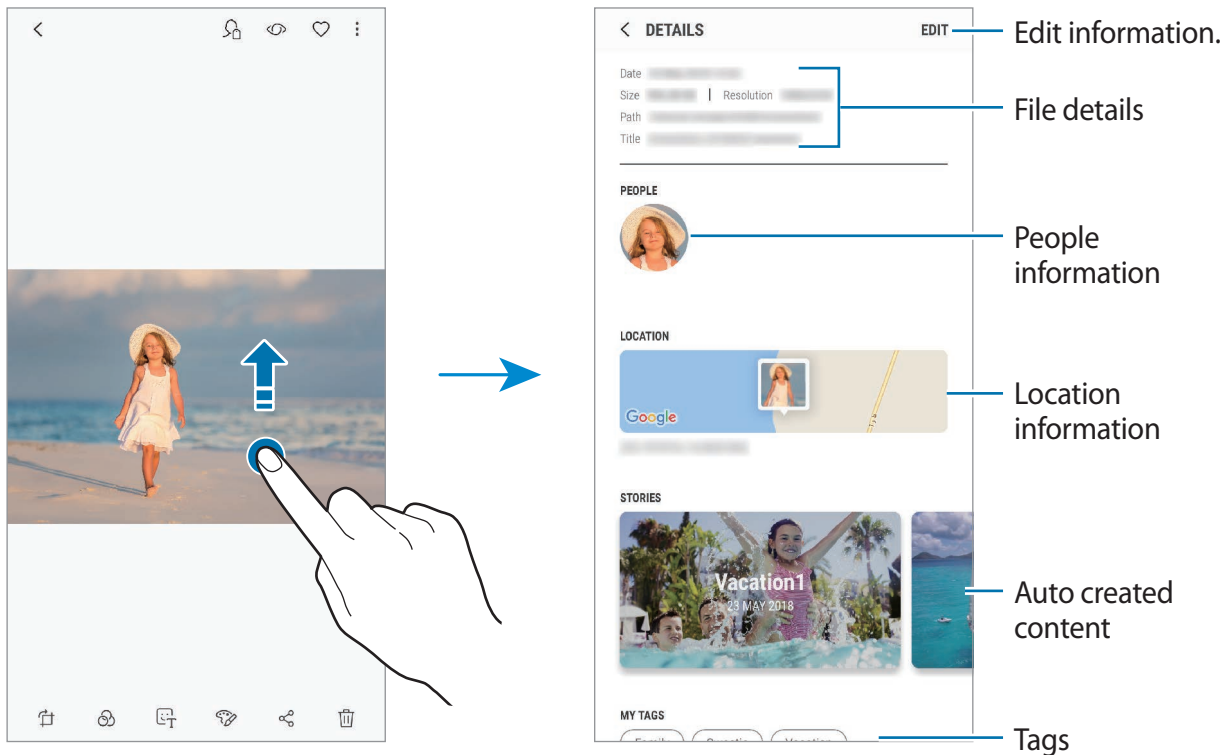 DETAILS
EDIT
Edit information.
Date
Size | Resolution
File details
Path
Title
PEOPLE
People
information
LOCATION
Google
Location
information
STORIES
Vacation1
23 MAY 2018
Auto created
content
MY TAGS
Tags